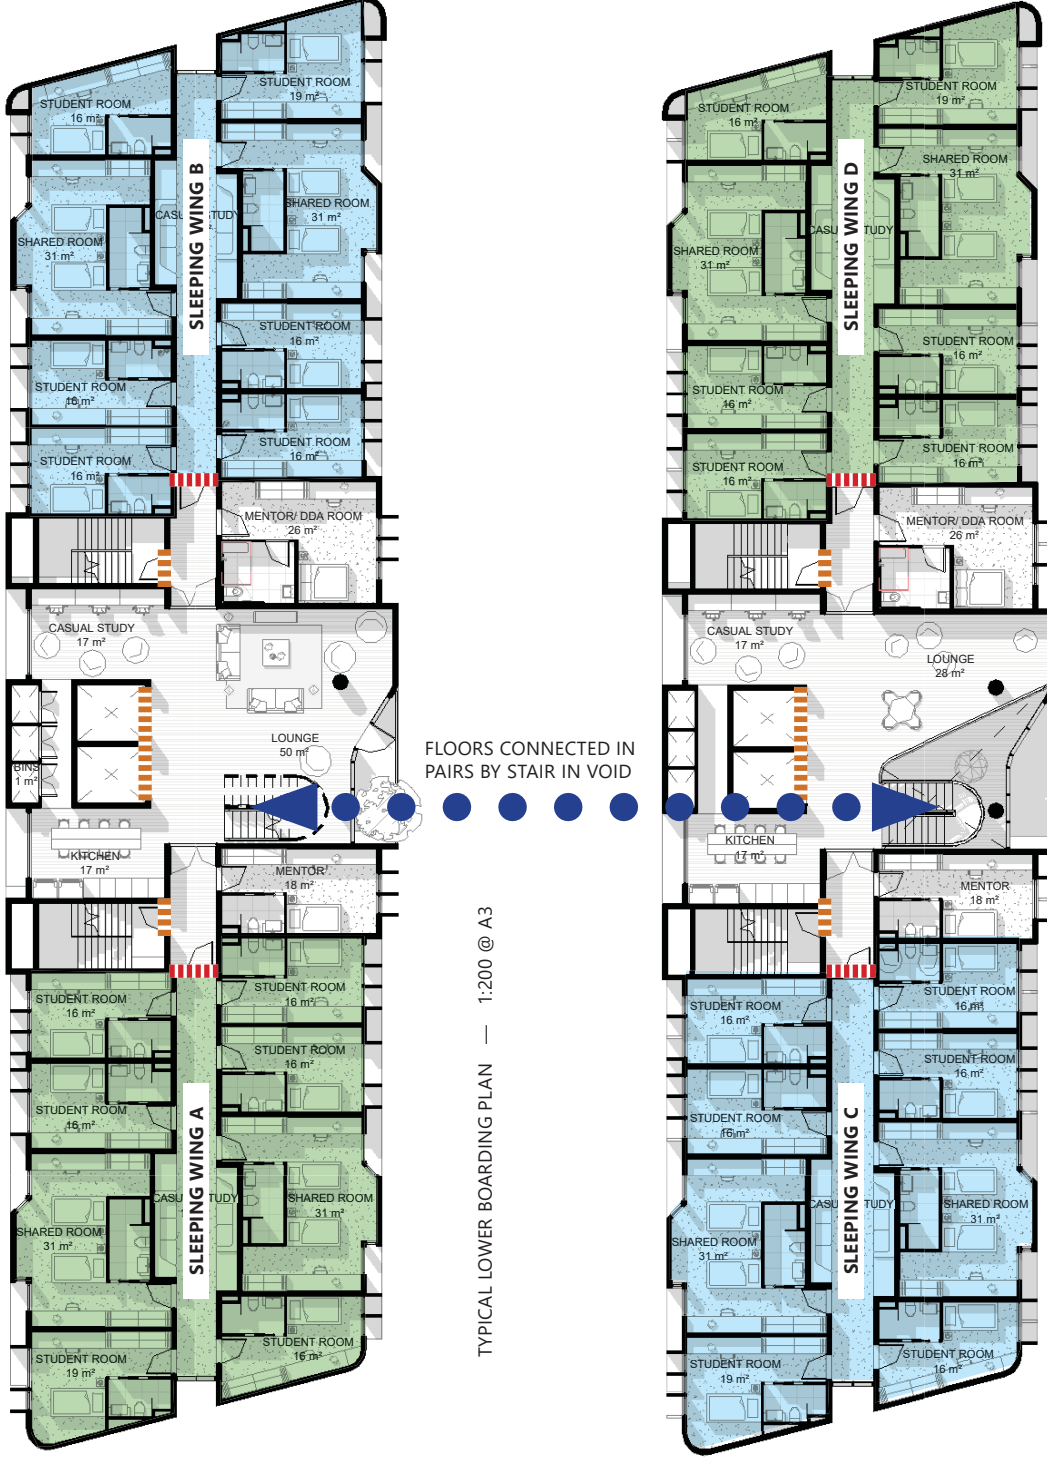 STUDENT ROOM
19 m²
STUDENT ROOM
16 m²
SLEEPING WING B
CASUAL STUDY
SHARED ROOM
31 m²
SHARED ROOM
31 m²
STUDENT ROOM
16 m²
STUDENT ROOM
16 m²
STUDENT ROOM
16 m²
STUDENT ROOM
16 m²
MENTOR/ DDA ROOM
26 m²
CASUAL STUDY
17 m²
LOUNGE
50 m²
BINS
1 m²
KITCHEN
17 m²
MENTOR
18 m²
STUDENT ROOM
16 m²
STUDENT ROOM
16 m²
STUDENT ROOM
16 m²
STUDENT ROOM
16 m²
SLEEPING WING A
CASUAL STUDY
SHARED ROOM
31 m²
SHARED ROOM
31 m²
STUDENT ROOM
16 m²
STUDENT ROOM
19 m²
FLOORS CONNECTED IN
PAIRS BY STAIR IN VOID
TYPICAL LOWER BOARDING PLAN — 1:200 @ A3
STUDENT ROOM
19 m²
STUDENT ROOM
16 m²
SLEEPING WING D
CASUAL STUDY
SHARED ROOM
31 m²
SHARED ROOM
31 m²
STUDENT ROOM
16 m²
STUDENT ROOM
16 m²
STUDENT ROOM
16 m²
STUDENT ROOM
16 m²
MENTOR/ DDA ROOM
26 m²
CASUAL STUDY
17 m²
LOUNGE
28 m²
KITCHEN
17 m²
MENTOR
18 m²
STUDENT ROOM
16 m²
STUDENT ROOM
16 m²
STUDENT ROOM
16 m²
STUDENT ROOM
16 m²
SLEEPING WING C
CASUAL STUDY
SHARED ROOM
31 m²
SHARED ROOM
31 m²
STUDENT ROOM
16 m²
STUDENT ROOM
19 m²